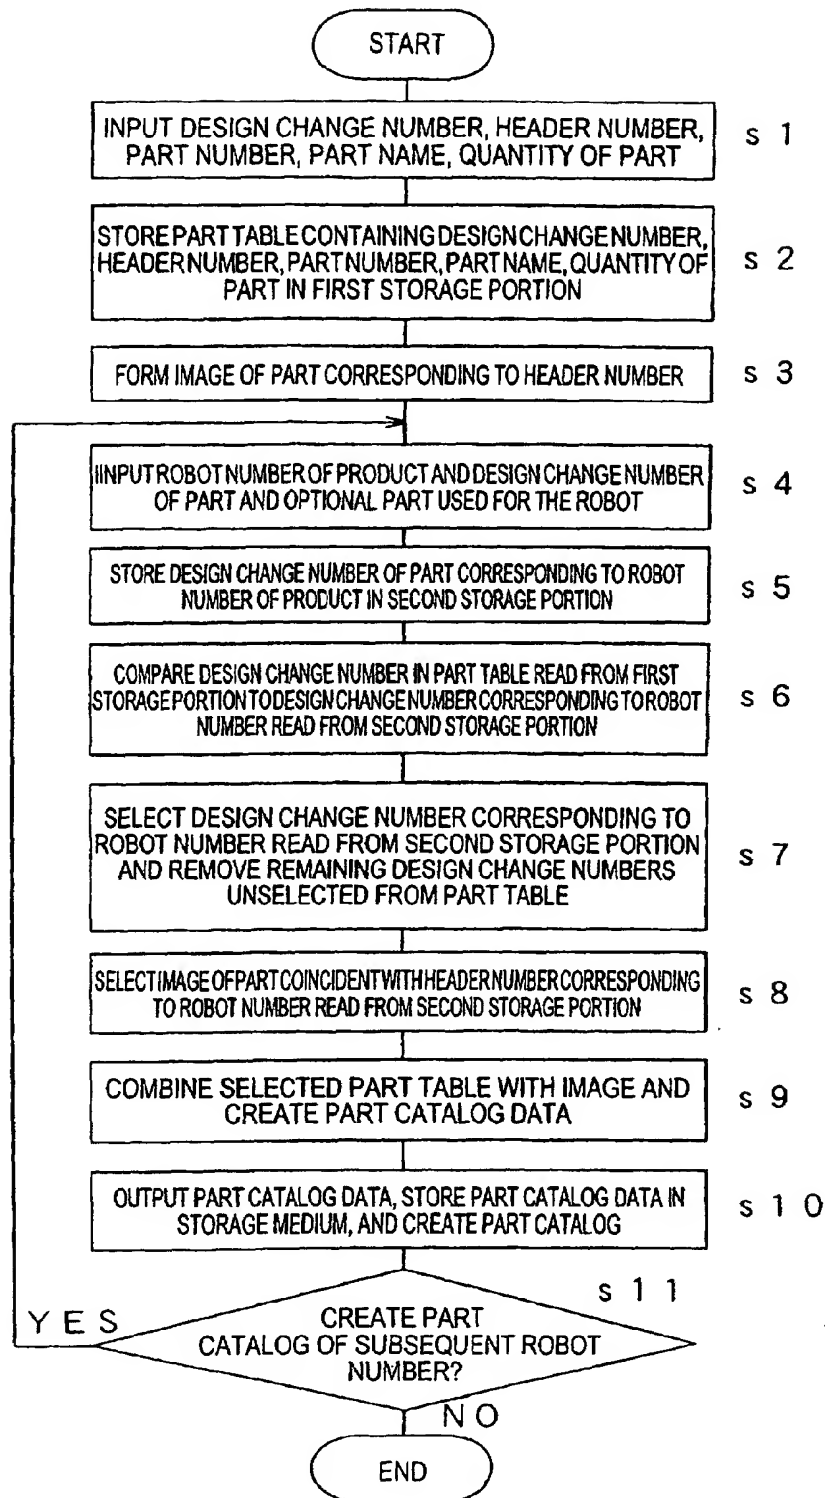 START
INPUT DESIGN CHANGE NUMBER, HEADER NUMBER,
PART NUMBER, PART NAME, QUANTITY OF PART
s 1
STORE PART TABLE CONTAINING DESIGN CHANGE NUMBER,
HEADER NUMBER, PART NUMBER, PART NAME, QUANTITY OF
PART IN FIRST STORAGE PORTION
s 2
FORM IMAGE OF PART CORRESPONDING TO HEADER NUMBER
s 3
IINPUT ROBOT NUMBER OF PRODUCT AND DESIGN CHANGE NUMBER
OF PART AND OPTIONAL PART USED FOR THE ROBOT
s 4
STORE DESIGN CHANGE NUMBER OF PART CORRESPONDING TO ROBOT
NUMBER OF PRODUCT IN SECOND STORAGE PORTION
s 5
COMPARE DESIGN CHANGE NUMBER IN PART TABLE READ FROM FIRST
STORAGE PORTION TO DESIGN CHANGE NUMBER CORRESPONDING TO ROBOT
NUMBER READ FROM SECOND STORAGE PORTION
s 6
SELECT DESIGN CHANGE NUMBER CORRESPONDING TO
ROBOT NUMBER READ FROM SECOND STORAGE PORTION
AND REMOVE REMAINING DESIGN CHANGE NUMBERS
UNSELECTED FROM PART TABLE
s 7
SELECT IMAGE OF PART COINCIDENT WITH HEADER NUMBER CORRESPONDING
TO ROBOT NUMBER READ FROM SECOND STORAGE PORTION
s 8
COMBINE SELECTED PART TABLE WITH IMAGE AND
CREATE PART CATALOG DATA
s 9
OUTPUT PART CATALOG DATA, STORE PART CATALOG DATA IN
STORAGE MEDIUM, AND CREATE PART CATALOG
s 1 0
s 1 1
YES
CREATE PART
CATALOG OF SUBSEQUENT ROBOT
NUMBER?
NO
END